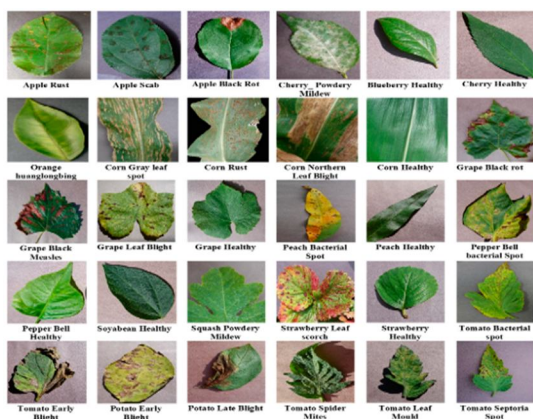 Apple Rust
Apple Scab
Apple Black Rot
Cherry_ Powdery
Mildew
Blueberry Healthy
Cherry Healthy
Orange
huanglongbing
Corn Gray leaf
spot
Corn Rust
Corn Northern
Leaf Blight
Corn Healthy
Grape Black rot
Grape Black
Measles
Grape Leaf Blight
Grape Healthy
Peach Bacterial
Spot
Peach Healthy
Pepper Bell
bacterial Spot
Pepper Bell
Healthy
Soyabean Healthy
Squash Powdery
Mildew
Strawberry Leaf
scorch
Strawberry
Healthy
Tomato Bacterial
spot
Tomato Early
Blight
Potato Early
Blight
Potato Late Blight
Tomato Spider
Mites
Tomato Leaf
Mould
Tomato Septoria
Spot